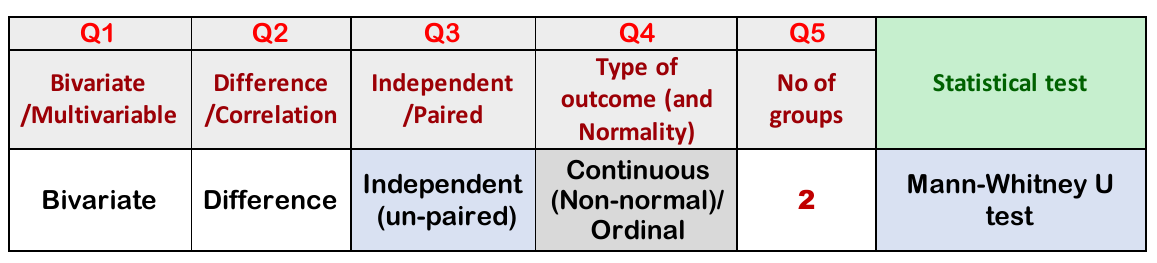 Q1
Q2
Q3
Q4
Q5
Statistical test
Bivariate
/Multivariable
Difference
/Correlation
Independent
/Paired
Type of
outcome (and
Normality)
No of
groups
Bivariate
Difference
Independent
(un-paired)
Continuous
(Non-normal)/
Ordinal
2
Mann-Whitney U
test